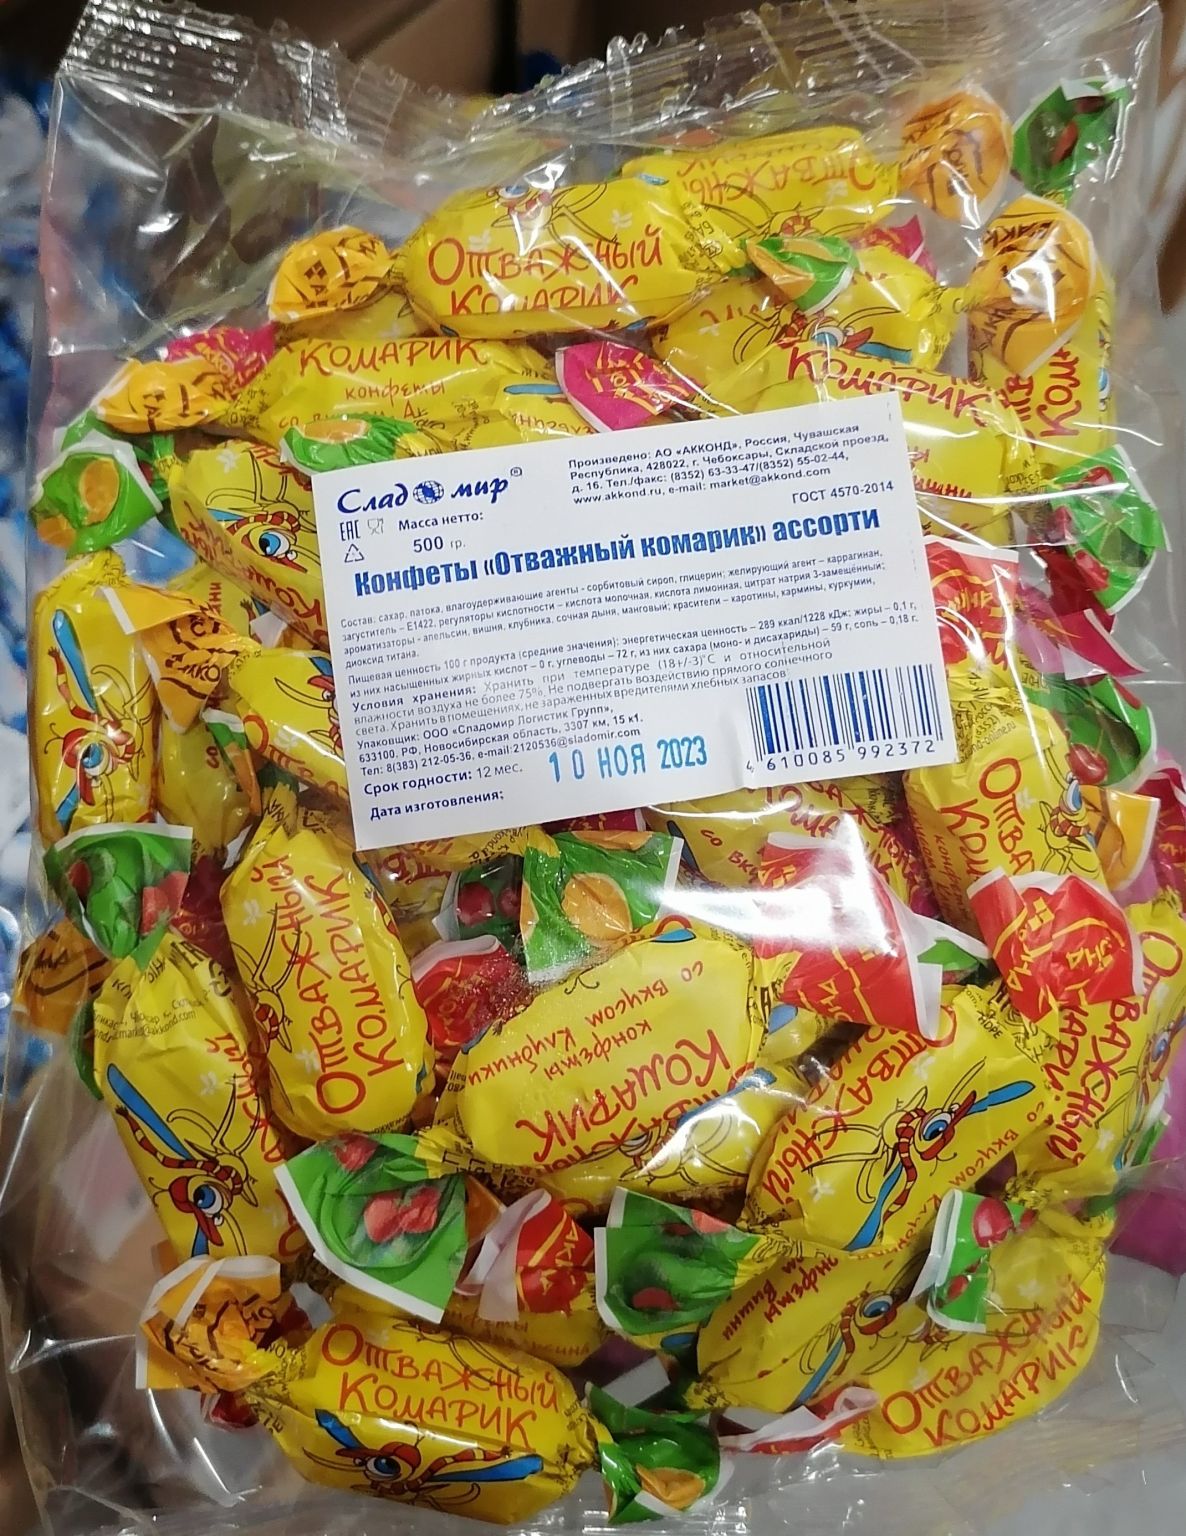 ОТВАЖНЫЙ
КОМАРИК
КОМАРИК
конфеты
КОМАРИК
Слад мир®
Произведено: АО «АККОНД», Россия, Чувашская
Республика, 428022, г. Чебоксары, Складской проезд,
д. 16. Тел./факс: (8352) 63-33-47/(8352) 55-02-44,
www.akkond.ru, e-mail: market@akkond.com
ЕАС
Масса нетто:
500 гр.
ГОСТ 4570-2014
Конфеты «Отважный комарик» ассорти
Состав: сахар, патока, влагоудерживающие агенты - сорбитовый сироп, глицерин; желирующий агент – каррагинан,
загуститель – Е1422, регуляторы кислотности – кислота молочная, кислота лимонная, цитрат натрия 3-замещённый;
ароматизаторы - апельсин, вишня, клубника, сочная дыня, манговый; красители – каротины, кармины, куркумин,
диоксид титана.
Пищевая ценность 100 г продукта (средние значения): энергетическая ценность – 289 ккал/1228 кДж; жиры – 0,1 г,
из них насыщенных жирных кислот – 0 г, углеводы – 72 г, из них сахара (моно- и дисахариды) – 59 г, соль – 0,18 г.
Условия хранения: Хранить при температуре (18+/-3)°С и относительной
влажности воздуха не более 75%. Не подвергать воздействию прямого солнечного
света. Хранить в помещениях, не зараженных вредителями хлебных запасов
Упаковщик: ООО «Сладомир Логистик Групп»,
633100, РФ, Новосибирская область, 3307 км, 15 к1.
Тел: 8(383) 212-05-36, e-mail:2120536@sladomir.com
Срок годности: 12 мес.
Дата изготовления:
10 НОЯ 2023
4 610085 992372
ОТВАЖНЫЙ
КОМАРИК
КОМАРИК
конфеты
со вкусом клубники
ОТВАЖНЫЙ
ОТВАЖНЫЙ
КОМАРИК
ОТВАЖНЫЙ
КОМАРИК